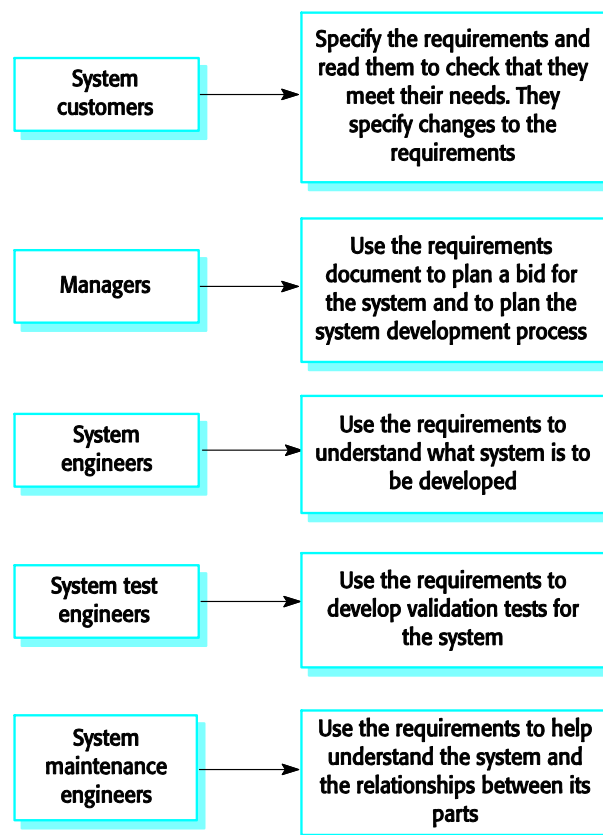 System
customers
Specify the requirements and
read them to check that they
meet their needs. They
specify changes to the
requirements
Managers
Use the requirements
document to plan a bid for
the system and to plan the
system development process
System
engineers
Use the requirements to
understand what system is to
be developed
System test
engineers
Use the requirements to
develop validation tests for
the system
System
maintenance
engineers
Use the requirements to help
understand the system and
the relationships between its
parts